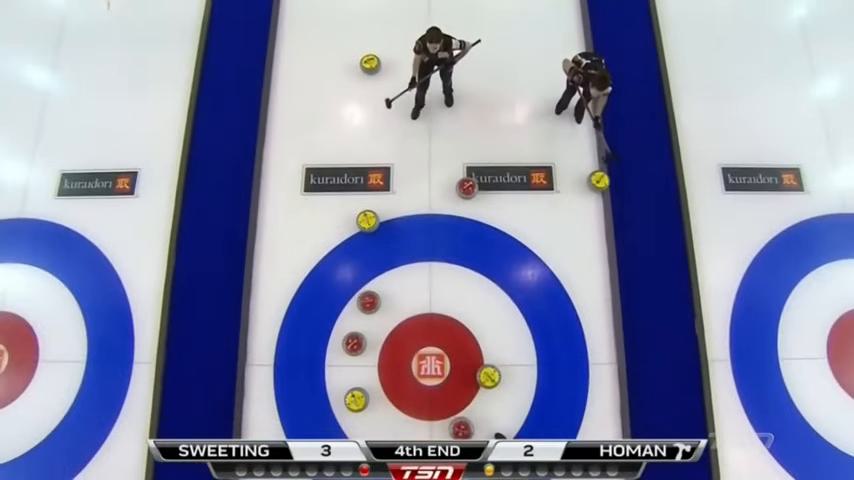 kuraidori
kuraidori
kuraidori
kuraidori
SWEETING 3 4th END 2 HOMAN
TSN